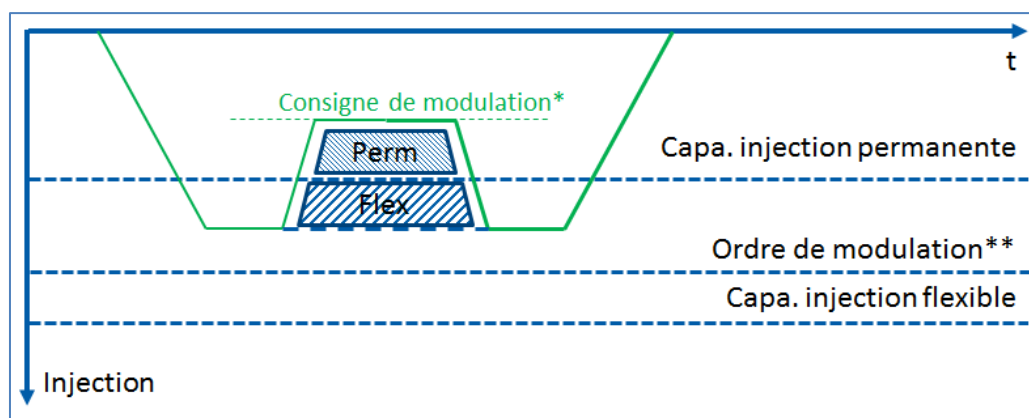 t
Consigne de modulation*
Capa. injection permanente
Perm
Flex
Ordre de modulation**
Capa. injection flexible
Injection